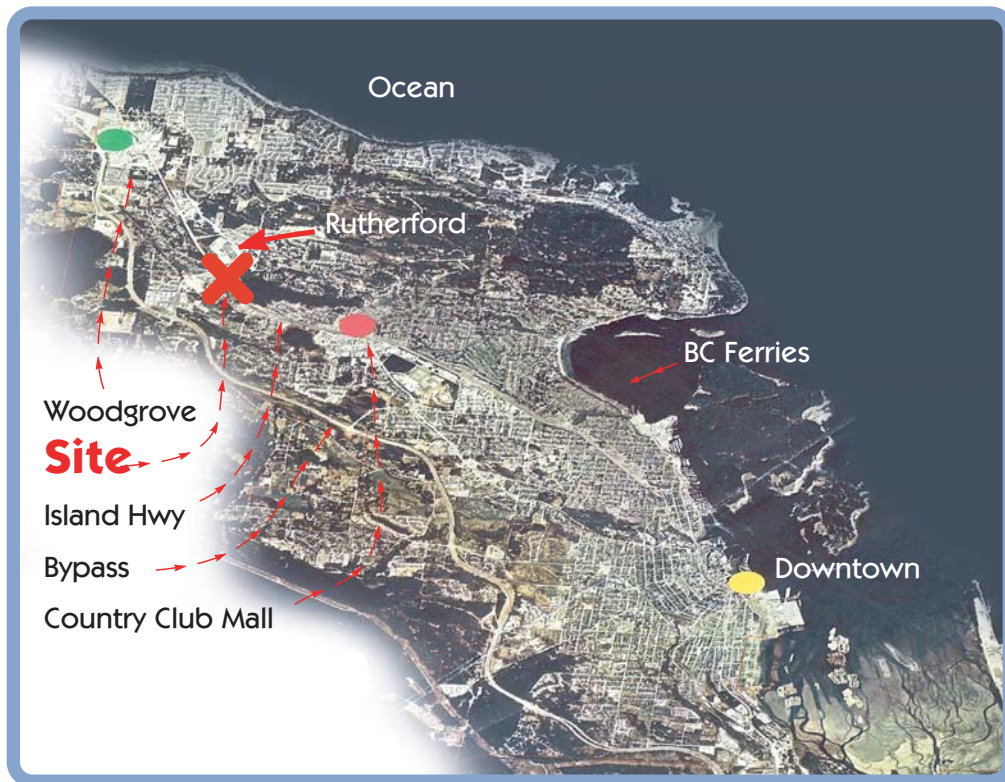 Ocean
Rutherford
BC Ferries
Woodgrove
Site
Island Hwy
Bypass
Country Club Mall
Downtown